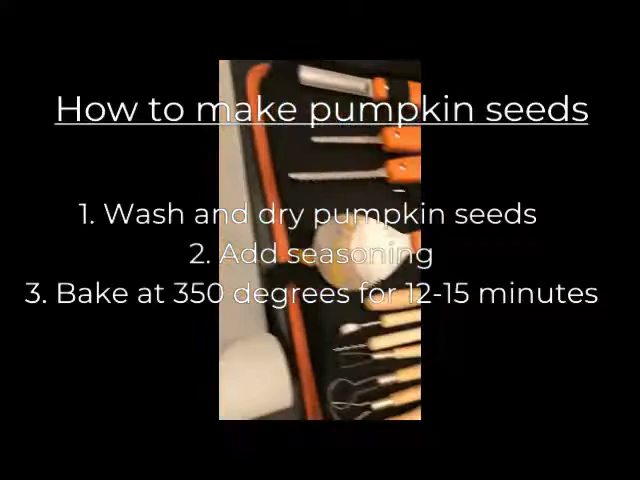 How to make pumpkin seeds
1. Wash and dry pumpkin seeds
2. Add seasoning
3. Bake at 350 degrees for 12-15 minutes